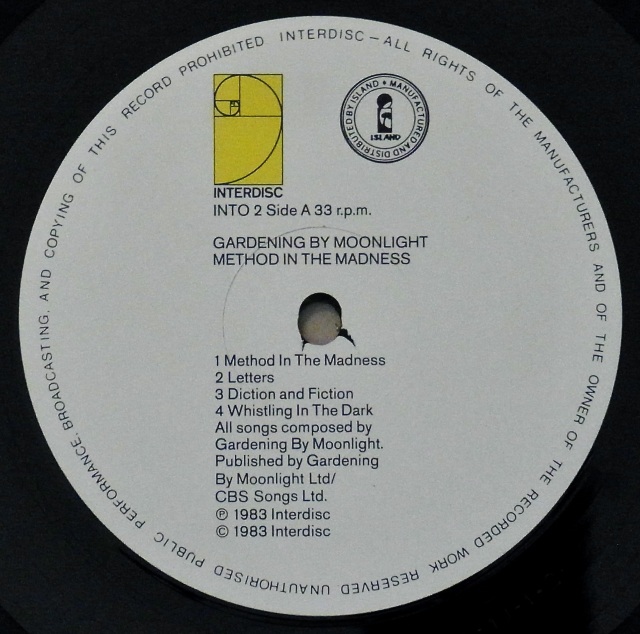 INTERDISC – ALL RIGHTS OF THE MANUFACTURERS AND OF THE OWNER OF THE RECORDED WORK RESERVED UNAUTHORISED PUBLIC PERFORMANCE, BROADCASTING, AND COPYING OF THIS RECORD PROHIBITED
MANUFACTURED AND DISTRIBUTED BY ISLAND
ISLAND
INTERDISC
INTO 2 Side A 33 r.p.m.
GARDENING BY MOONLIGHT
METHOD IN THE MADNESS
1 Method In The Madness
2 Letters
3 Diction and Fiction
4 Whistling In The Dark
All songs composed by
Gardening By Moonlight.
Published by Gardening
By Moonlight Ltd/
CBS Songs Ltd.
℗ 1983 Interdisc
© 1983 Interdisc